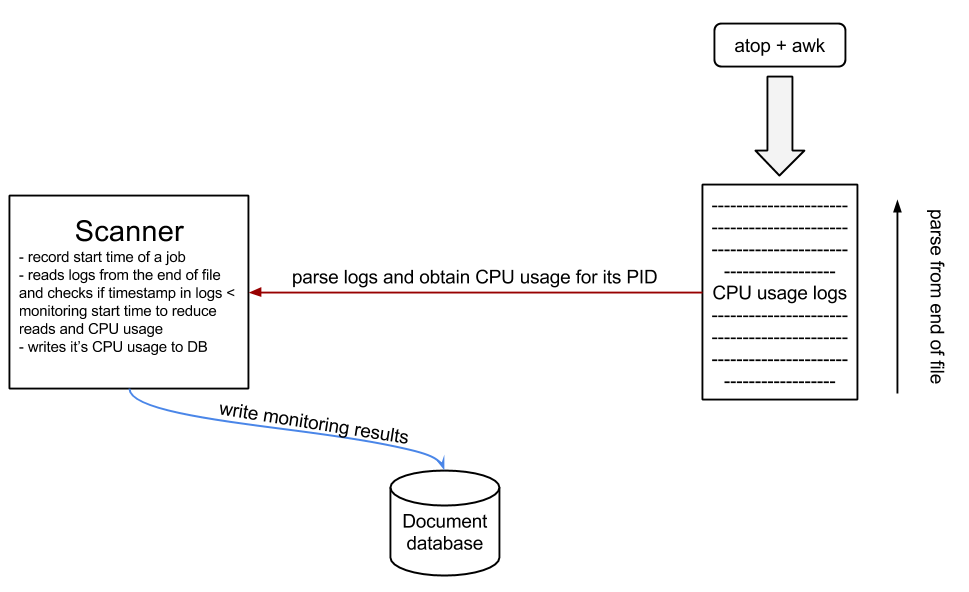 atop + awk
Scanner
- record start time of a job
- reads logs from the end of file
and checks if timestamp in logs <
monitoring start time to reduce
reads and CPU usage
- writes it's CPU usage to DB
parse logs and obtain CPU usage for its PID
CPU usage logs
parse from end of file
write monitoring results
Document
database